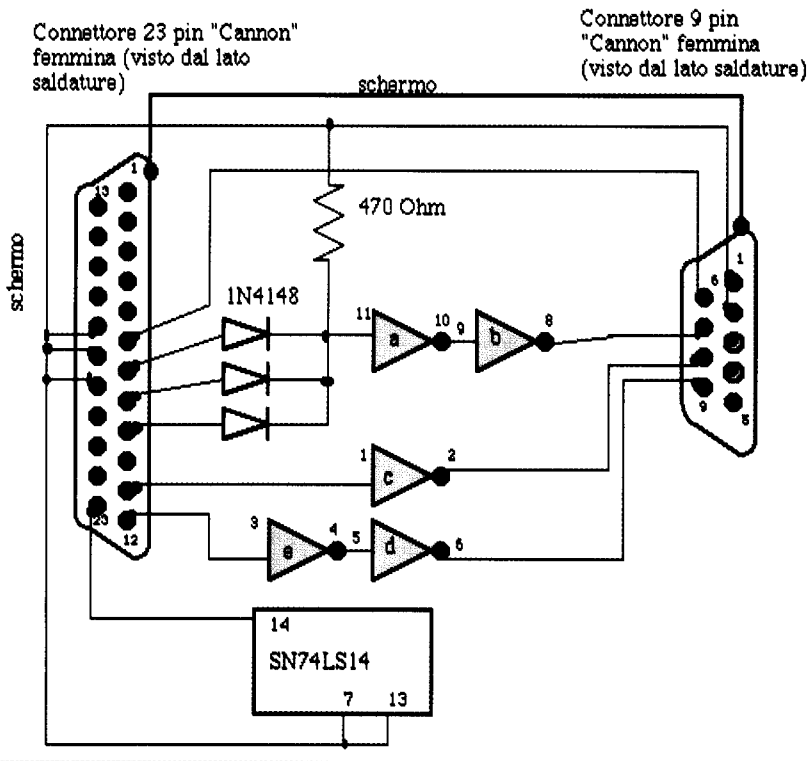 Connettore 23 pin "Cannon"
femmina (visto dal lato
saldature)
Connettore 9 pin
"Cannon" femmina
(visto dal lato saldature)
schermo
schermo
13
1
470 Ohm
1N4148
11
a
10
9
b
8
6
1
9
5
1
c
2
23
12
3
e
4
5
d
6
14
SN74LS14
7
13